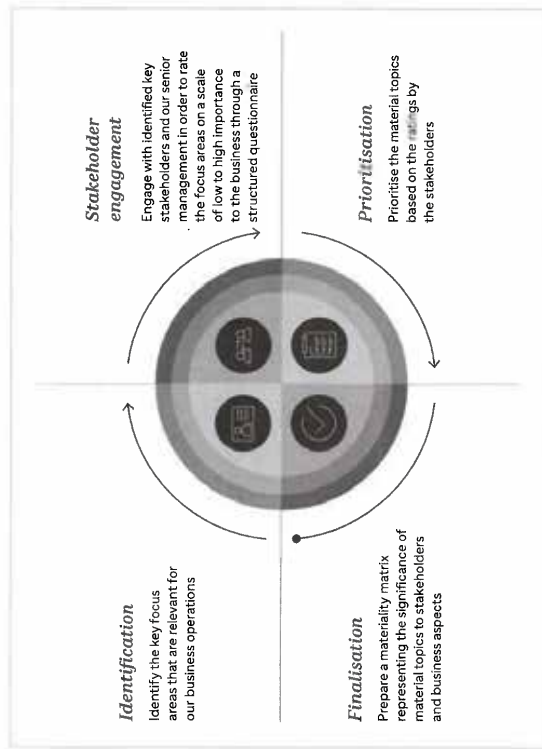 Identification
Identify the key focus
areas that are relevant for
our business operations
Stakeholder
engagement
Engage with identified key
stakeholders and our senior
management in order to rate
the focus areas on a scale
of low to high importance
to the business through a
structured questionnaire
Prioritisation
Prioritise the material topics
based on the ratings by
the stakeholders
Finalisation
Prepare a materiality matrix
representing the significance of
material topics to stakeholders
and business aspects